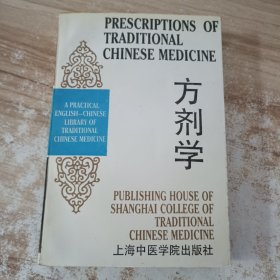 PRESCRIPTIONS OF
TRADITIONAL
CHINESE MEDICINE
A PRACTICAL
ENGLISH—CHINESE
LIBRARY OF
TRADITIONAL
CHINESE MEDICINE
方剂学
PUBLISHING HOUSE OF
SHANGHAI COLLEGE OF
TRADITIONAL
CHINESE MEDICINE
上海中医学院出版社